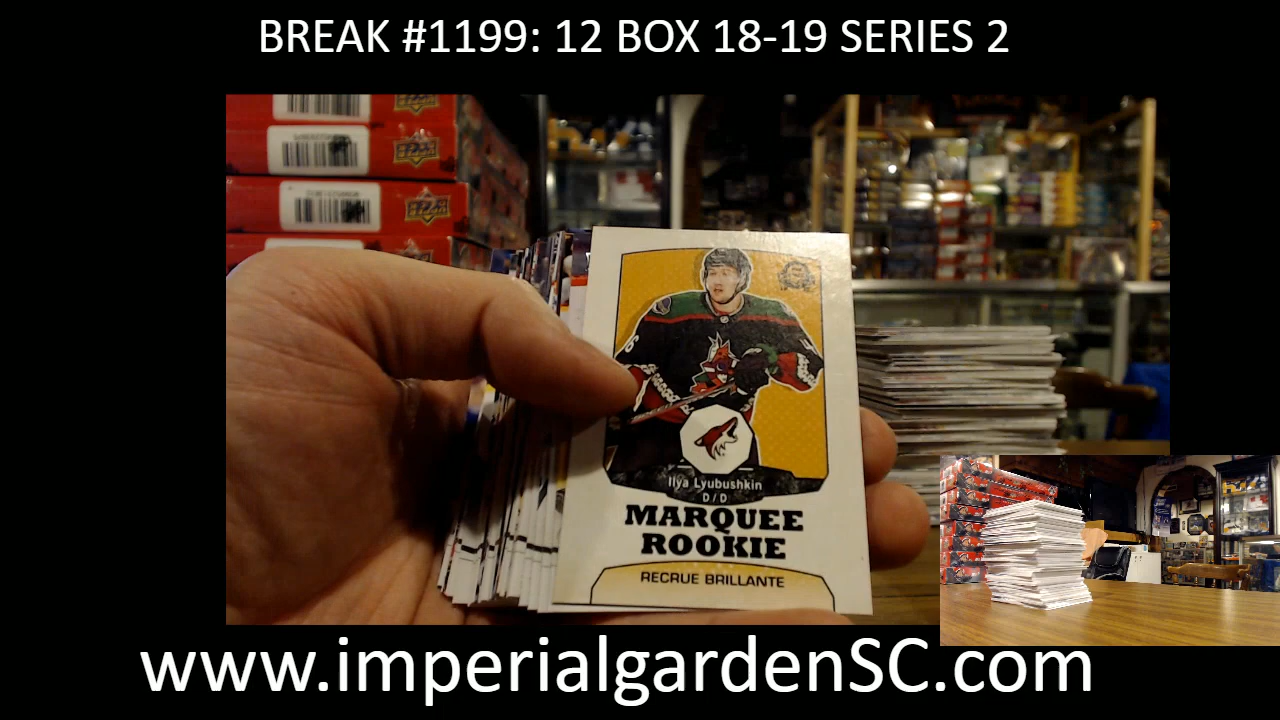 BREAK #1199: 12 BOX 18-19 SERIES 2
Ilya Lyubushkin
D/D
MARQUEE
ROOKIE
RECRUE BRILLANTE
www.imperialgardenSC.com